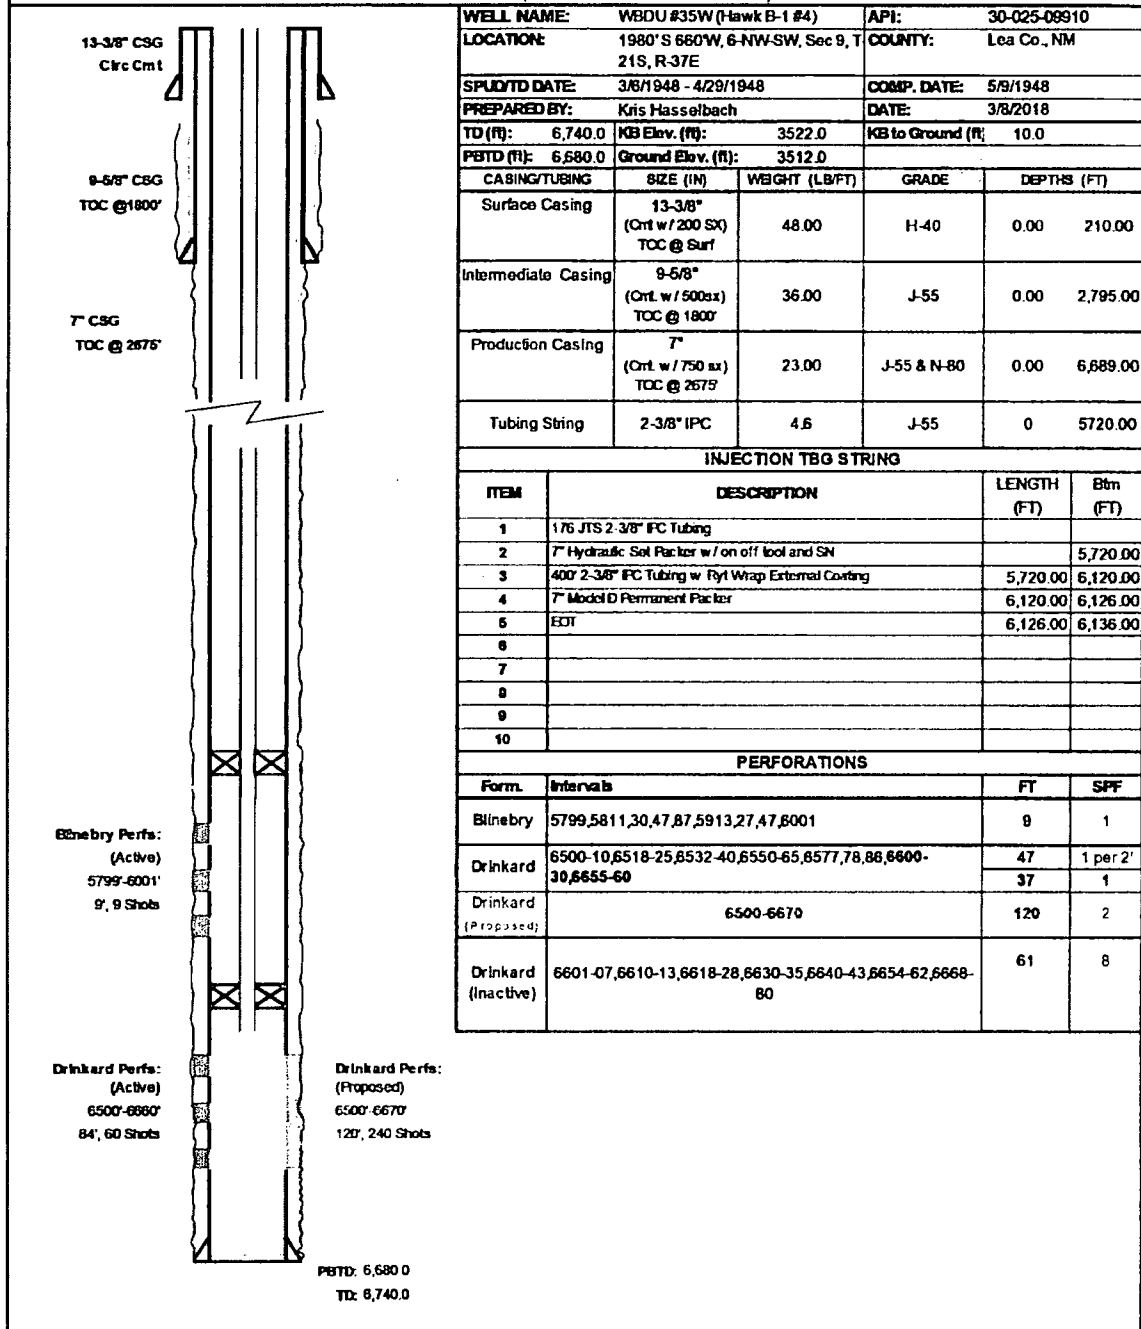 WELL NAME: WBDU #35W (Hawk B-1 #4) API: 30-025-09910
LOCATION: 1980' S 660'W, 6-NW-SW, Sec 9, T COUNTY: Lea Co., NM
21S, R-37E
SPUD/TD DATE: 3/6/1948 - 4/29/1948 COMP. DATE: 5/9/1948
PREPARED BY: Kris Hasselbach DATE: 3/8/2018
TD (ft): 6,740.0 KB Elev. (ft): 3522.0 KB to Ground (ft) 10.0
PBTD (ft): 6,680.0 Ground Elev. (ft): 3512.0
CASING/TUBING SIZE (IN) WEIGHT (LB/FT) GRADE DEPTHS (FT)
Surface Casing 13-3/8" 48.00 H-40 0.00 210.00
(Cmt w/ 200 SX)
TOC @ Surf
Intermediate Casing 9-5/8" 36.00 J-55 0.00 2,795.00
(Cmt. w / 500sx)
TOC @ 1800'
Production Casing 7" 23.00 J-55 & N-80 0.00 6,689.00
(Cmt. w / 750 sx)
TOC @ 2675'
Tubing String 2-3/8" IPC 4.6 J-55 0 5720.00
INJECTION TBG STRING
ITEM DESCRIPTION LENGTH Btm
(FT) (FT)
1 176 JTS 2-3/8" IPC Tubing
2 7" Hydraulic Set Packer w / on off tool and SN 5,720.00
3 400' 2-3/8" IPC Tubing w Ryt Wrap External Coating 5,720.00 6,120.00
4 7" Model D Permanent Packer 6,120.00 6,126.00
5 EOT 6,126.00 6,136.00
6
7
8
9
10
PERFORATIONS
Form. Intervals FT SPF
Blinebry 5799,5811,30,47,87,5913,27,47,6001 9 1
Drinkard 6500-10,6518-25,6532-40,6550-65,6577,78,86,6600- 47 1 per 2'
30,6655-60 37 1
Drinkard
(Proposed) 6500-6670 120 2
Drinkard
(Inactive) 6601-07,6610-13,6618-28,6630-35,6640-43,6654-62,6668- 61 8
80
13-3/8" CSG
Circ Cmt
9-5/8" CSG
TOC @1800'
7" CSG
TOC @ 2675'
Blinebry Perfs:
(Active)
5799'-6001'
9', 9 Shots
Drinkard Perfs:
(Active)
6500'-6660'
84', 60 Shots
Drinkard Perfs:
(Proposed)
6500'-6670'
120', 240 Shots
PBTD: 6,680.0
TD: 6,740.0